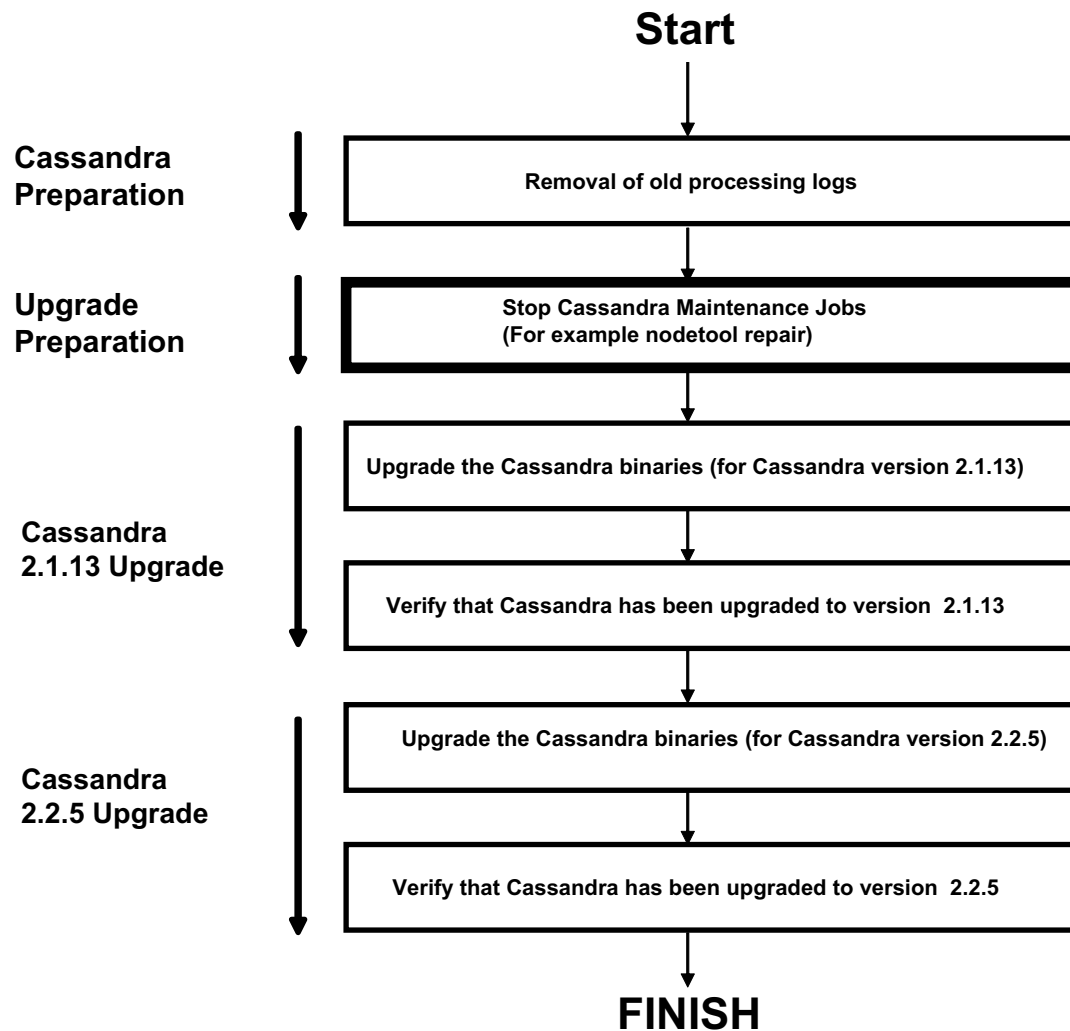 Start
Cassandra
Preparation
Removal of old processing logs
Upgrade
Preparation
Stop Cassandra Maintenance Jobs
(For example nodetool repair)
Upgrade the Cassandra binaries (for Cassandra version 2.1.13)
Cassandra
2.1.13 Upgrade
Verify that Cassandra has been upgraded to version  2.1.13
Upgrade the Cassandra binaries (for Cassandra version 2.2.5)
Cassandra
2.2.5 Upgrade
Verify that Cassandra has been upgraded to version  2.2.5
FINISH